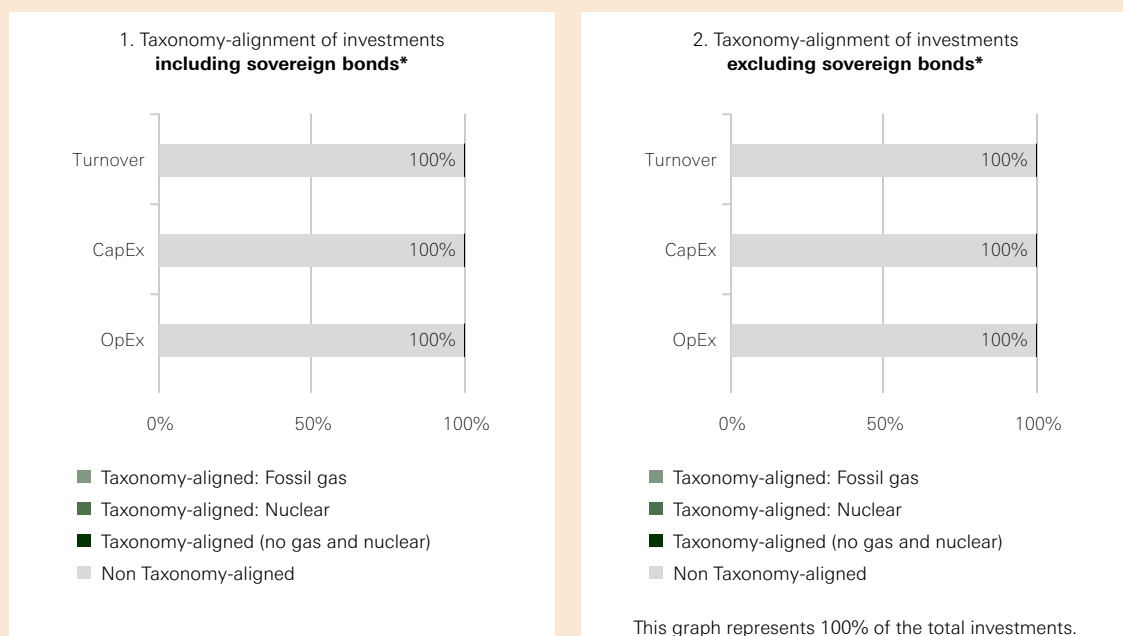 1. Taxonomy-alignment of investments
including sovereign bonds*
Turnover
100%
CapEx
100%
OpEx
100%
0%
50%
100%
Taxonomy-aligned: Fossil gas
Taxonomy-aligned: Nuclear
Taxonomy-aligned (no gas and nuclear)
Non Taxonomy-aligned
2. Taxonomy-alignment of investments
excluding sovereign bonds*
Turnover
100%
CapEx
100%
OpEx
100%
0%
50%
100%
Taxonomy-aligned: Fossil gas
Taxonomy-aligned: Nuclear
Taxonomy-aligned (no gas and nuclear)
Non Taxonomy-aligned
This graph represents 100% of the total investments.